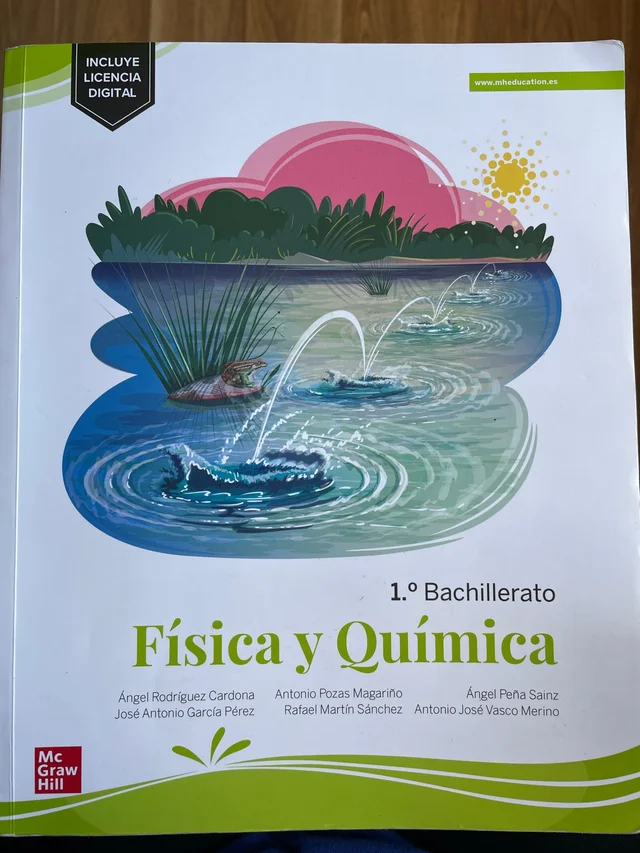 INCLUYE
LICENCIA
DIGITAL
www.mheducation.es
1.º Bachillerato
Física y Química
Ángel Rodríguez Cardona Antonio Pozas Magariño Ángel Peña Sainz
José Antonio García Pérez Rafael Martín Sánchez Antonio José Vasco Merino
Mc
Graw
Hill